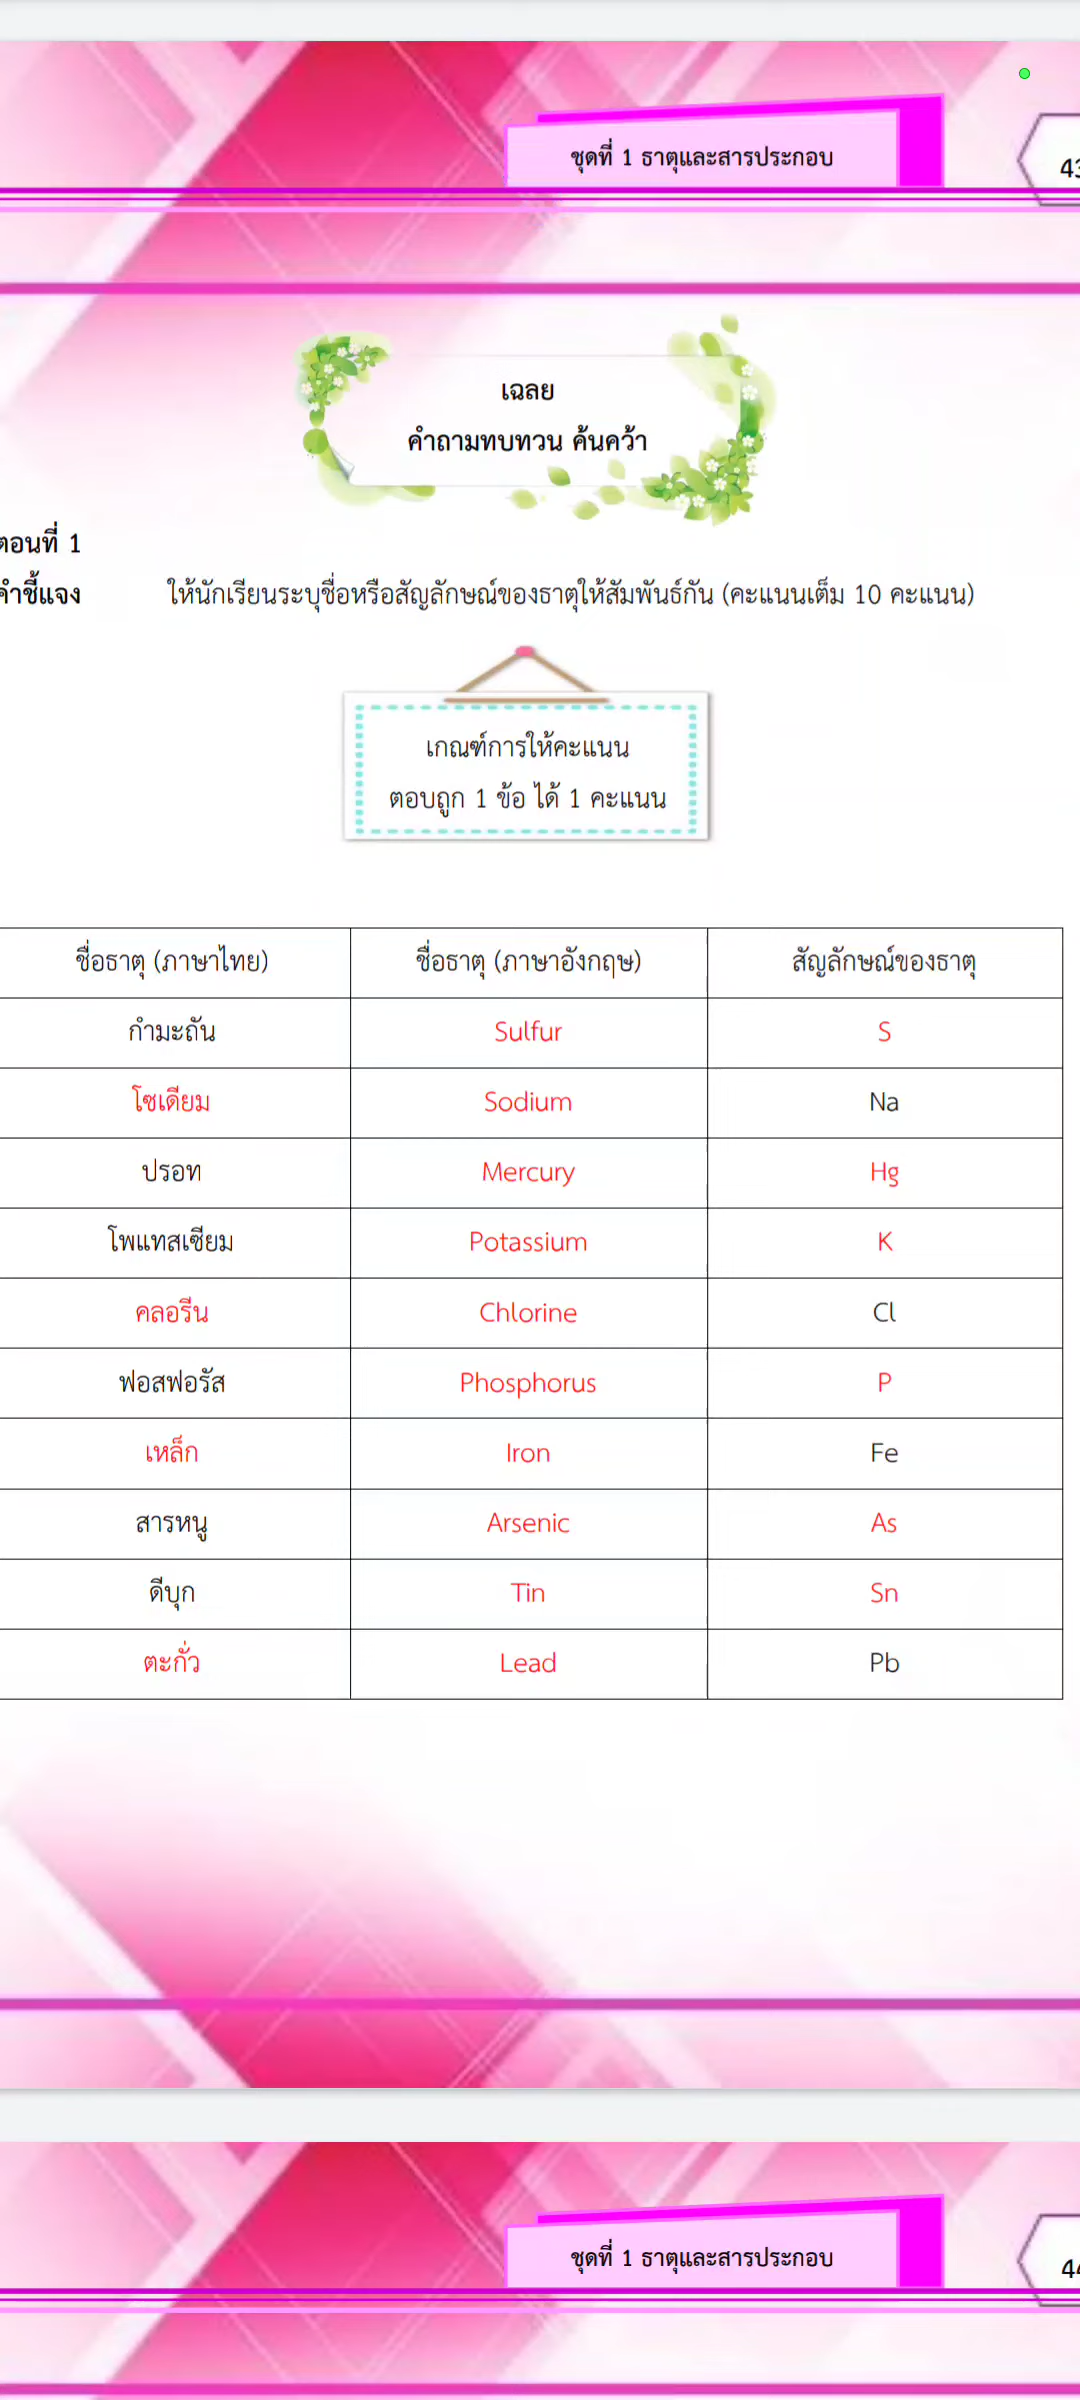 ชุดที่ 1 ธาตุและสารประกอบ
43
เฉลย
คำถามทบทวน ค้นคว้า
ตอนที่ 1
คำชี้แจง ให้นักเรียนระบุชื่อหรือสัญลักษณ์ของธาตุให้สัมพันธ์กัน (คะแนนเต็ม 10 คะแนน)
เกณฑ์การให้คะแนน
ตอบถูก 1 ข้อ ได้ 1 คะแนน
ชื่อธาตุ (ภาษาไทย) ชื่อธาตุ (ภาษาอังกฤษ) สัญลักษณ์ของธาตุ
กำมะถัน Sulfur S
โซเดียม Sodium Na
ปรอท Mercury Hg
โพแทสเซียม Potassium K
คลอรีน Chlorine Cl
ฟอสฟอรัส Phosphorus P
เหล็ก Iron Fe
สารหนู Arsenic As
ดีบุก Tin Sn
ตะกั่ว Lead Pb
ชุดที่ 1 ธาตุและสารประกอบ
44